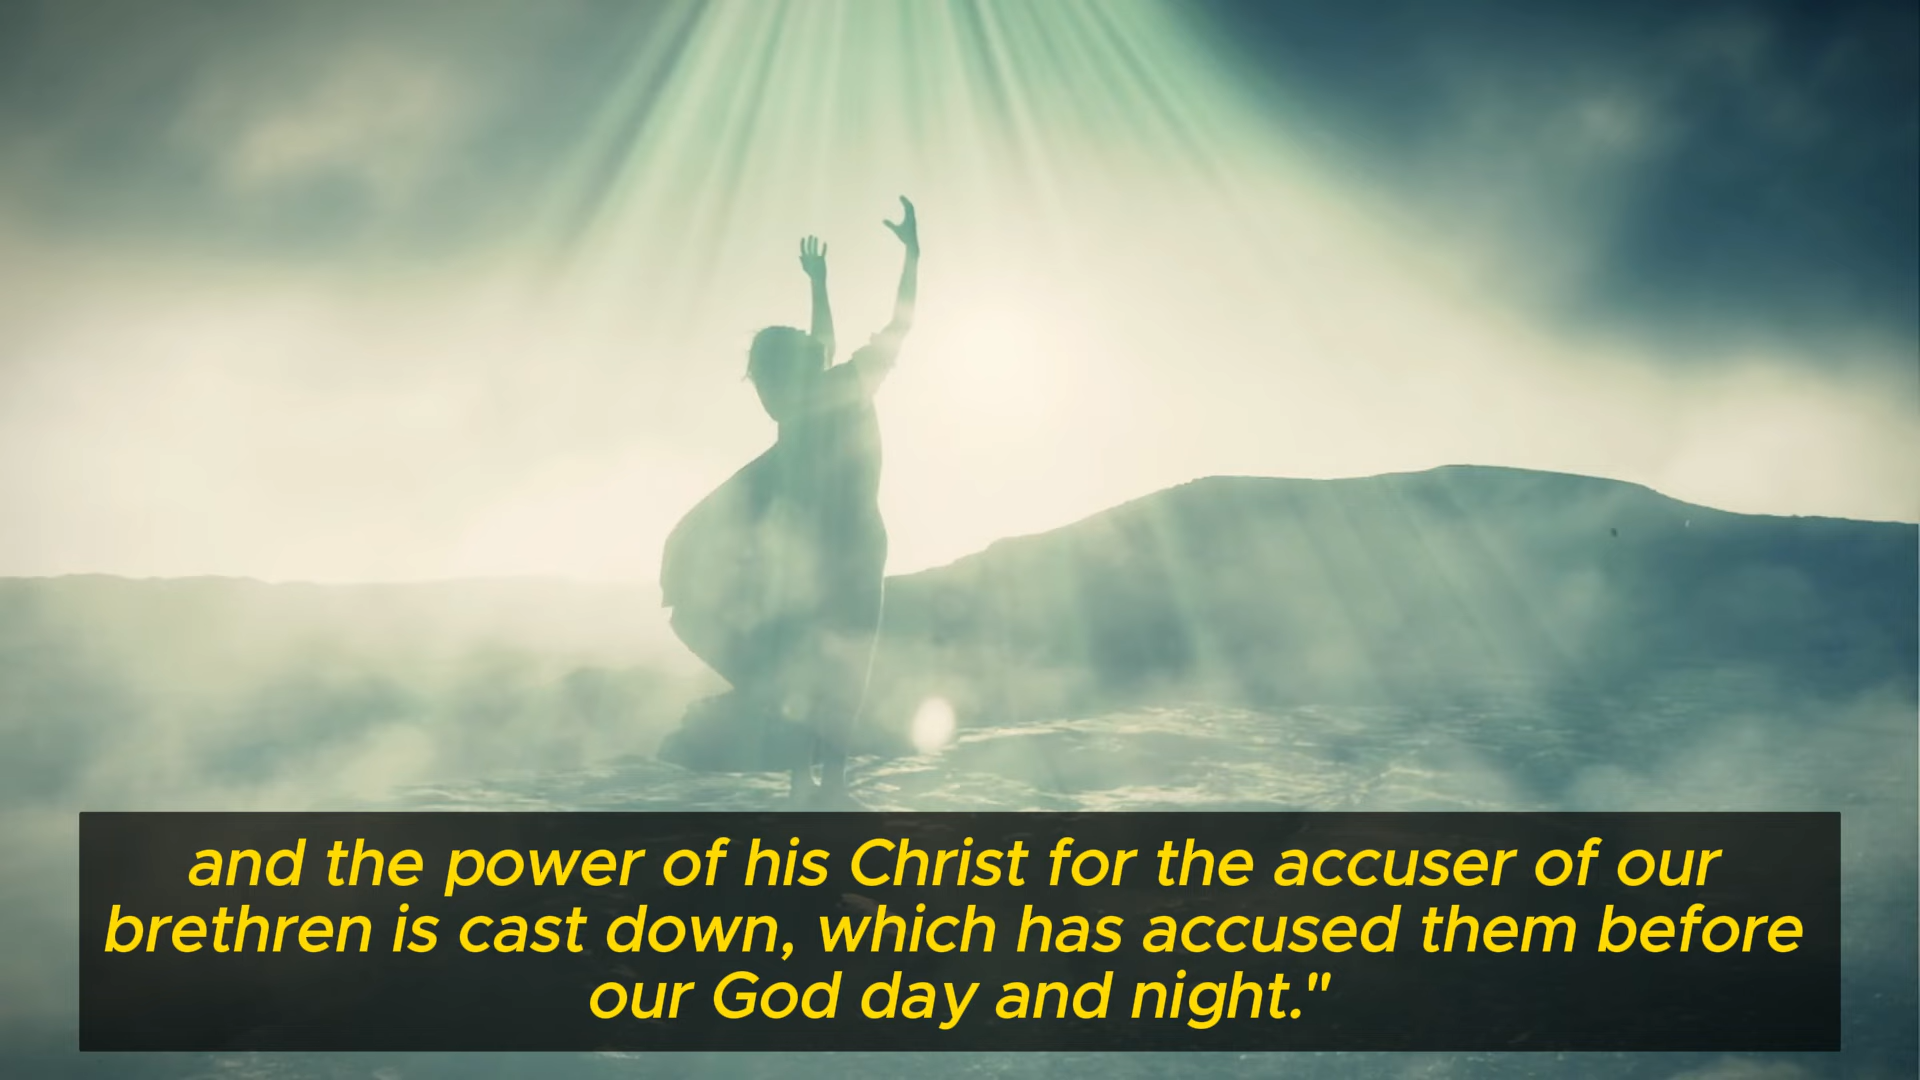 and the power of his Christ for the accuser of our
brethren is cast down, which has accused them before
our God day and night."